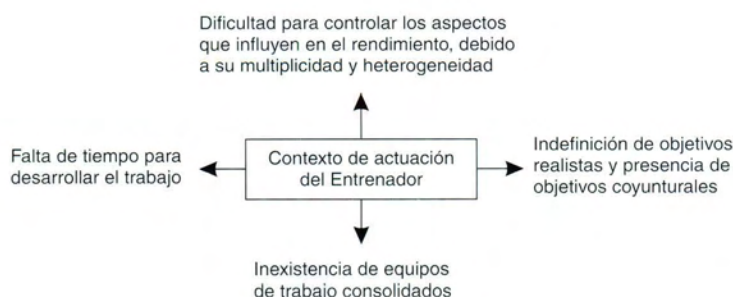 Dificultad para controlar los aspectos
que influyen en el rendimiento, debido
a su multiplicidad y heterogeneidad
Falta de tiempo para
desarrollar el trabajo
Contexto de actuación
del Entrenador
Indefinición de objetivos
realistas y presencia de
objetivos coyunturales
Inexistencia de equipos
de trabajo consolidados